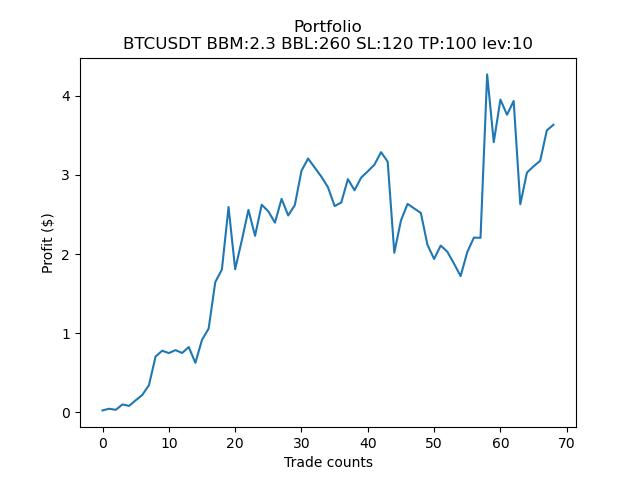 Portfolio
BTCUSDT BBM:2.3 BBL:260 SL:120 TP:100 lev:10
Profit ($)
4
3
2
1
0
0 10 20 30 40 50 60 70
Trade counts